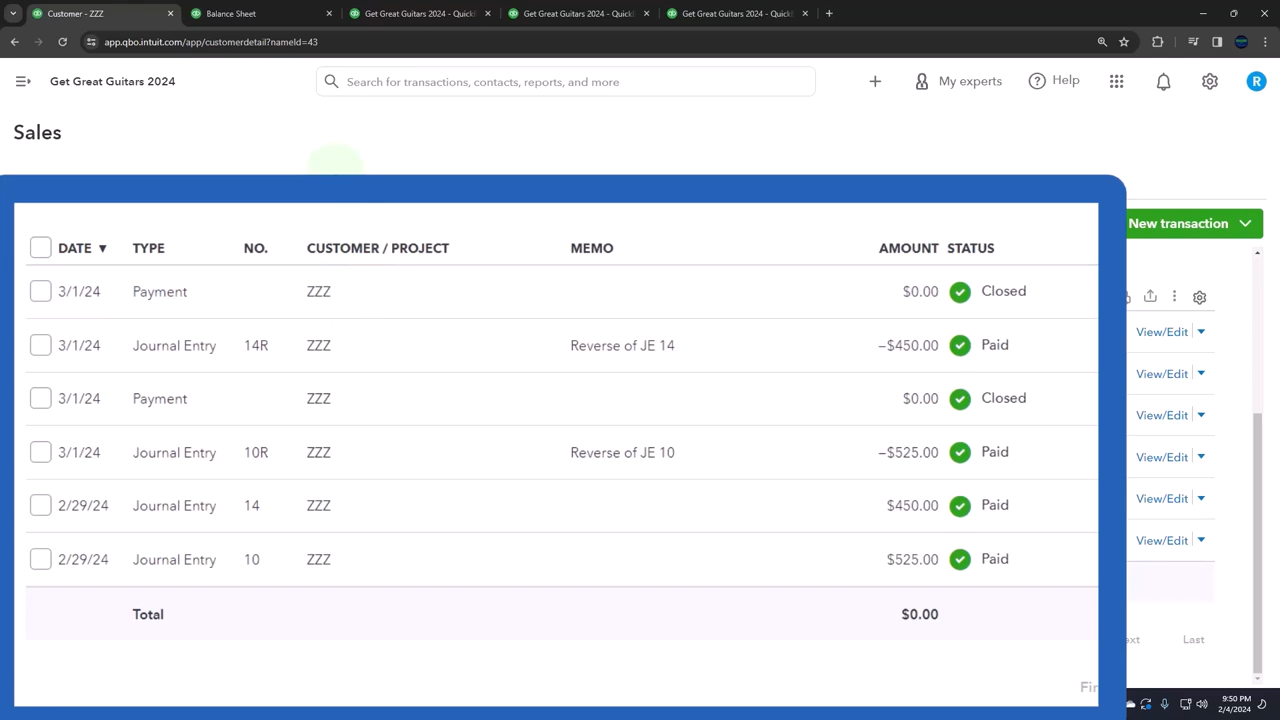 Customer - ZZZ
Balance Sheet
Get Great Guitars 2024 - QuickB
Get Great Guitars 2024 - QuickB
Get Great Guitars 2024 - QuickB
app.qbo.intuit.com/app/customerdetail?nameId=43
Get Great Guitars 2024
Search for transactions, contacts, reports, and more
My experts
Help
R
Sales
New transaction
DATE ▼ TYPE NO. CUSTOMER / PROJECT MEMO AMOUNT STATUS
3/1/24 Payment ZZZ $0.00 Closed
3/1/24 Journal Entry 14R ZZZ Reverse of JE 14 –$450.00 Paid
3/1/24 Payment ZZZ $0.00 Closed
3/1/24 Journal Entry 10R ZZZ Reverse of JE 10 –$525.00 Paid
2/29/24 Journal Entry 14 ZZZ $450.00 Paid
2/29/24 Journal Entry 10 ZZZ $525.00 Paid
Total $0.00
Fir
View/Edit
View/Edit
View/Edit
View/Edit
View/Edit
View/Edit
ext Last
9:50 PM
2/4/2024